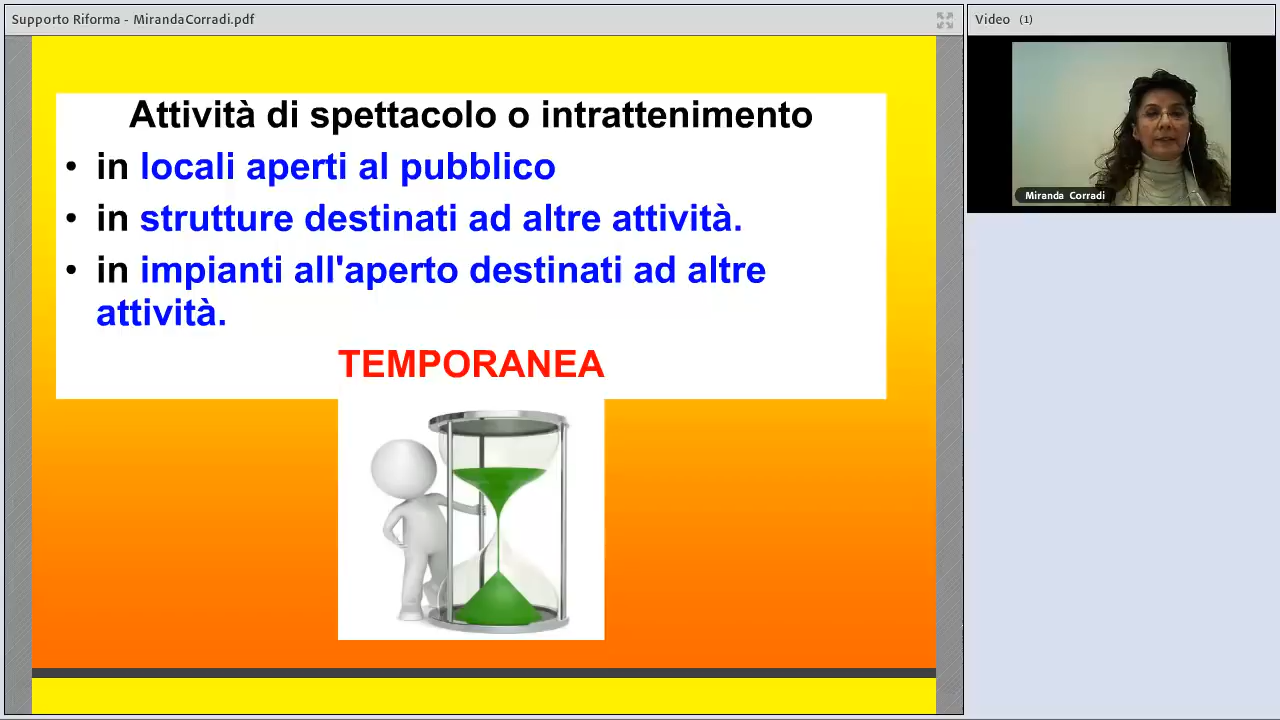 Supporto Riforma - MirandaCorradi.pdf
Video (1)
Attività di spettacolo o intrattenimento
• in locali aperti al pubblico
• in strutture destinati ad altre attività.
• in impianti all'aperto destinati ad altre
attività.
TEMPORANEA
Miranda Corradi